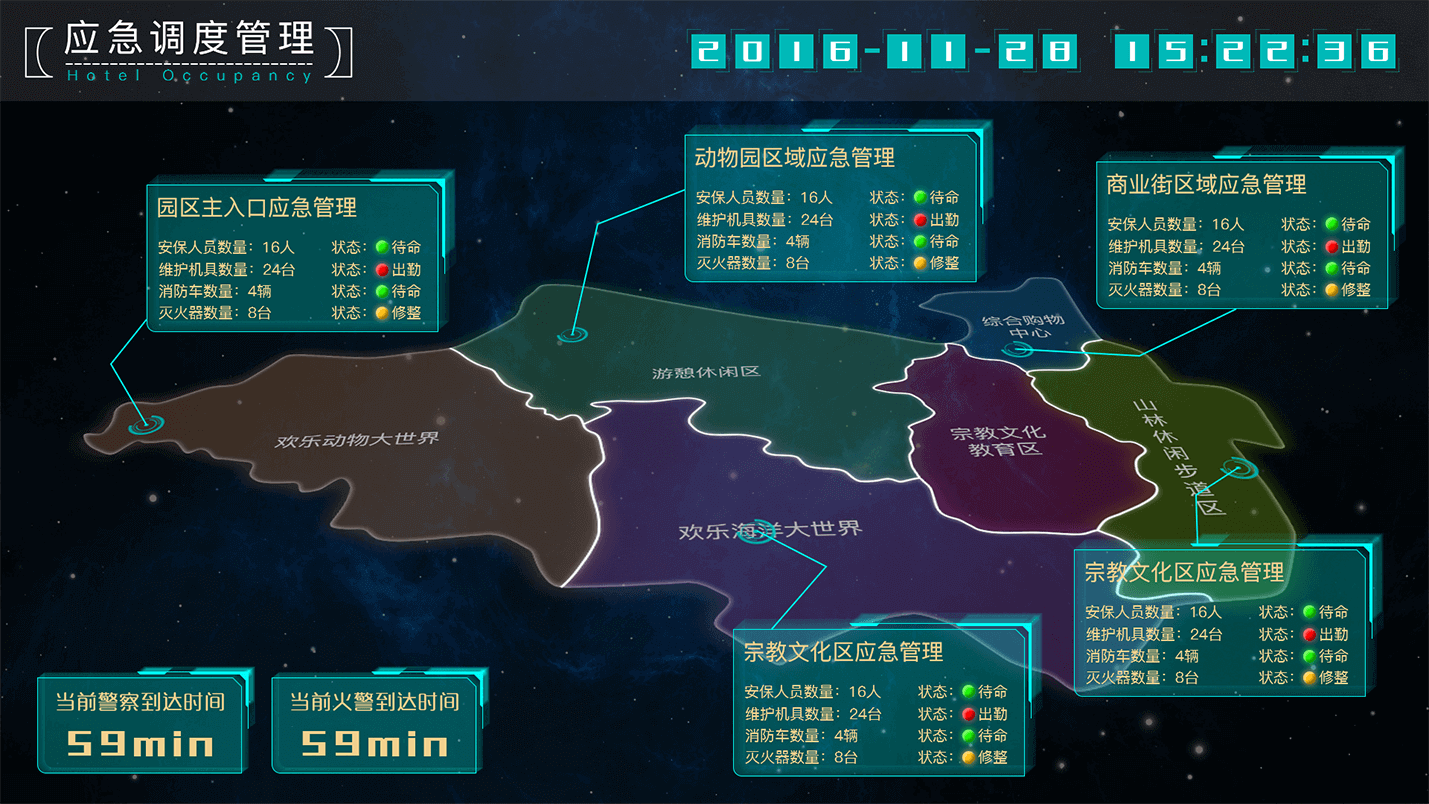 应急调度管理
Hotel Occupancy
2016-11-28 15:22:36
园区主入口应急管理
安保人员数量：16人 状态：待命
维护机具数量：24台 状态：出勤
消防车数量：4辆 状态：待命
灭火器数量：8台 状态：修整
动物园区域应急管理
安保人员数量：16人 状态：待命
维护机具数量：24台 状态：出勤
消防车数量：4辆 状态：待命
灭火器数量：8台 状态：修整
商业街区域应急管理
安保人员数量：16人 状态：待命
维护机具数量：24台 状态：出勤
消防车数量：4辆 状态：待命
灭火器数量：8台 状态：修整
综合购物
中心
游憩休闲区
欢乐动物大世界
宗教文化
教育区
山林休闲步道区
欢乐海洋大世界
宗教文化区应急管理
安保人员数量：16人 状态：待命
维护机具数量：24台 状态：出勤
消防车数量：4辆 状态：待命
灭火器数量：8台 状态：修整
宗教文化区应急管理
安保人员数量：16人 状态：待命
维护机具数量：24台 状态：出勤
消防车数量：4辆 状态：待命
灭火器数量：8台 状态：修整
当前警察到达时间
59min
当前火警到达时间
59min